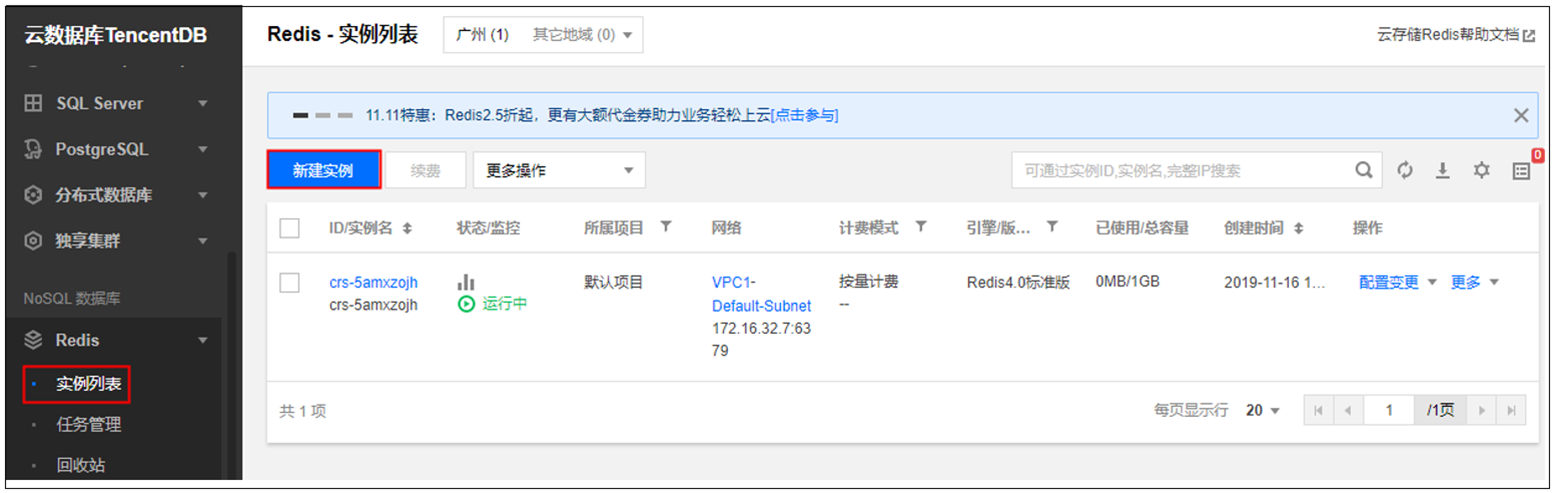 云数据库TencentDB
SQL Server
PostgreSQL
分布式数据库
独享集群
NoSQL 数据库
Redis
实例列表
任务管理
回收站
Redis - 实例列表
广州 (1) 其它地域 (0)
云存储Redis帮助文档
11.11特惠：Redis2.5折起，更有大额代金券助力业务轻松上云[点击参与]
新建实例 续费 更多操作 可通过实例ID,实例名,完整IP搜索 0
ID/实例名 状态/监控 所属项目 网络 计费模式 引擎/版... 已使用/总容量 创建时间 操作
crs-5amxzojh 默认项目 VPC1- 按量计费 Redis4.0标准版 0MB/1GB 2019-11-16 1... 配置变更 更多
crs-5amxzojh 运行中 Default-Subnet --
172.16.32.7:63
79
共 1 项 每页显示行 20 1 /1页